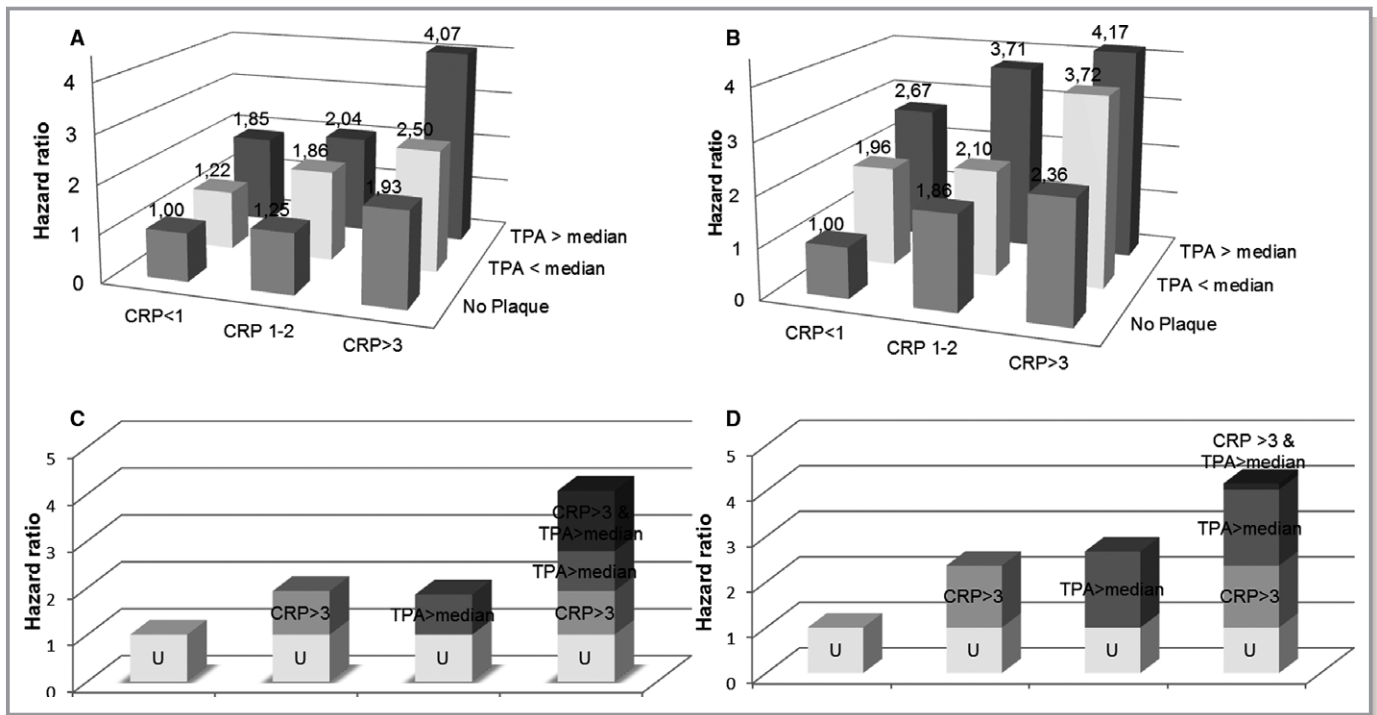 A
Hazard ratio
4
3
2
1
0
4,07
1,85
2,04
2,50
1,22
1,86
1,93
1,00
1,25
TPA > median
TPA < median
No Plaque
CRP<1
CRP 1-2
CRP>3
B
Hazard ratio
4
3
2
1
0
4,17
3,71
3,72
2,67
1,96
2,10
2,36
1,86
1,00
TPA > median
TPA < median
No Plaque
CRP<1
CRP 1-2
CRP>3
C
Hazard ratio
5
4
3
2
1
0
U
CRP>3
U
TPA>median
U
CRP>3 &
TPA>median
TPA>median
CRP>3
U
D
Hazard ratio
5
4
3
2
1
0
U
CRP>3
U
TPA>median
U
CRP >3 &
TPA>median
TPA>median
CRP>3
U